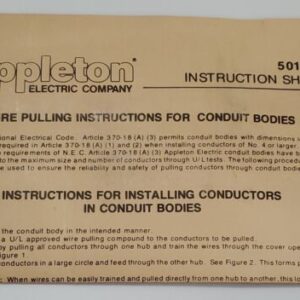 ppleton®
ELECTRIC COMPANY
501
INSTRUCTION SH
RE PULLING INSTRUCTIONS FOR CONDUIT BODIES
ional Electrical Code. Article 370-18 (A) (3) permits conduit bodies with dimensions
required in Article 370-18 (A) (1) and (2) when installing conductors of No. 4 or larger.
e requirements of N.E.C. Article 370-18 (A) (3) Appleton Electric conduit bodies have
to the maximum size and number of conductors through U/L tests. The following procedu
e used to ensure the reliability and safety of pulling conductors through conduit bodies.
INSTRUCTIONS FOR INSTALLING CONDUCTORS
IN CONDUIT BODIES
the conduit body in the intended manner.
a U/L approved wire pulling compound to the conductors to be pulled.
by pulling all conductors through one hub and train the wires through the cover ope
igure 1
conductors in a large circle and feed through the other hub. See Figure 2. This forms
s.
TE: When wires can be easily trained and pulled directly from one hub to another, this